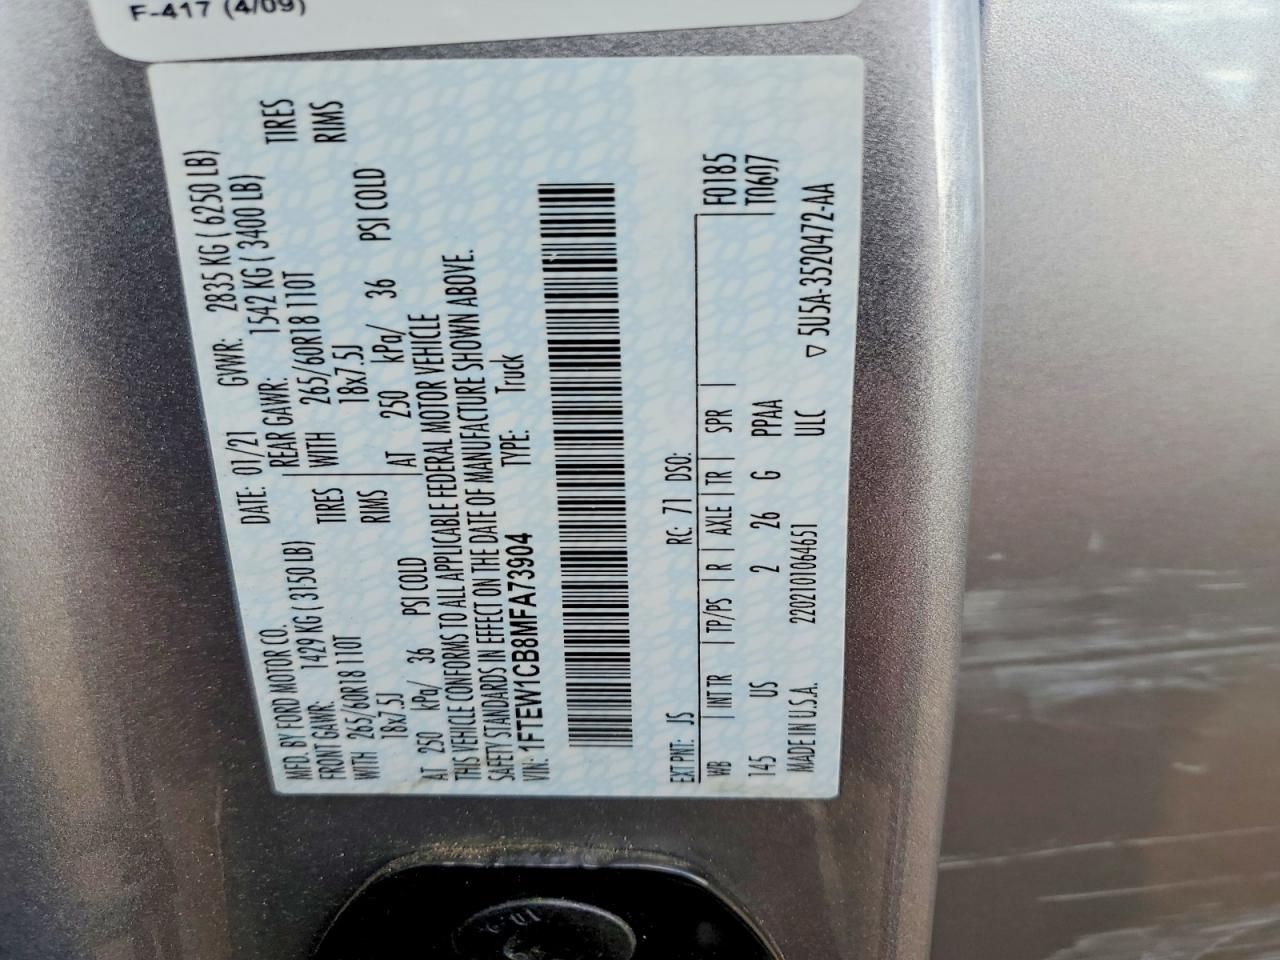 F-417 (4/09)
MFD. BY FORD MOTOR CO.
DATE: 01/21 GVWR: 2835 KG ( 6250 LB)
FRONT GAWR: 1429 KG ( 3150 LB)
REAR GAWR: 1542 KG ( 3400 LB)
WITH 265/60R18 110T TIRES
WITH 265/60R18 110T TIRES
18x7.5J RIMS
18x7.5J RIMS
AT 250 kPa/ 36 PSI COLD
AT 250 kPa/ 36 PSI COLD
THIS VEHICLE CONFORMS TO ALL APPLICABLE FEDERAL MOTOR VEHICLE
SAFETY STANDARDS IN EFFECT ON THE DATE OF MANUFACTURE SHOWN ABOVE.
VIN: 1FTEW1CB8MFA73904 TYPE: Truck
EXT PNT: JS RC: 71 DSO:
WB INT TR TP/PS R AXLE TR SPR F0185
145 US 2 26 G PPAA T0607
MADE IN U.S.A. 2202101064651 ULC ▽ 5U5A-3520472-AA